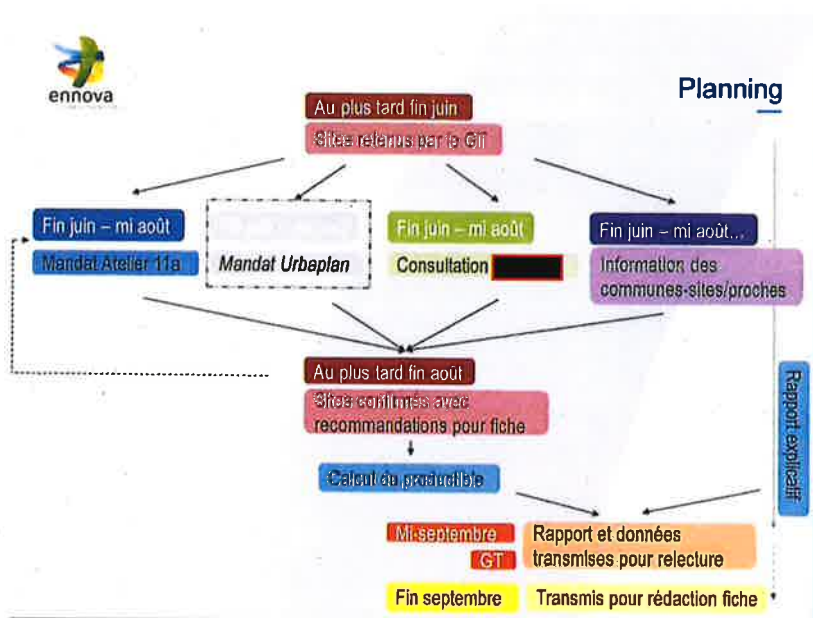 ennova
Planning
Au plus tard fin juin
Sites retenus par le GT
Fin juin – mi août
Mandat Atelier 11a
Mandat Urbaplan
Fin juin – mi août
Consultation
Fin juin – mi août...
Information des
communes-sites/proches
Au plus tard fin août
Sites confirmés avec
recommandations pour fiche
Calcul du productible
Rapport explicatif
Mi-septembre
GT
Rapport et données
transmises pour relecture
Fin septembre
Transmis pour rédaction fiche